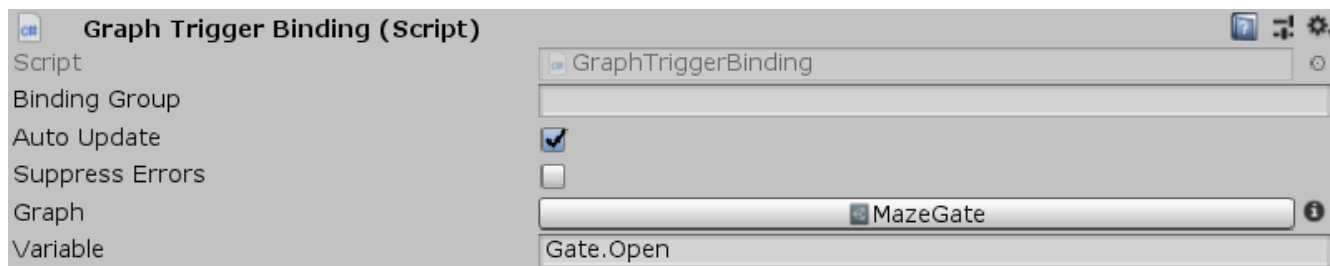 Graph Trigger Binding (Script)
Script GraphTriggerBinding
Binding Group
Auto Update
Suppress Errors
Graph MazeGate
Variable Gate.Open